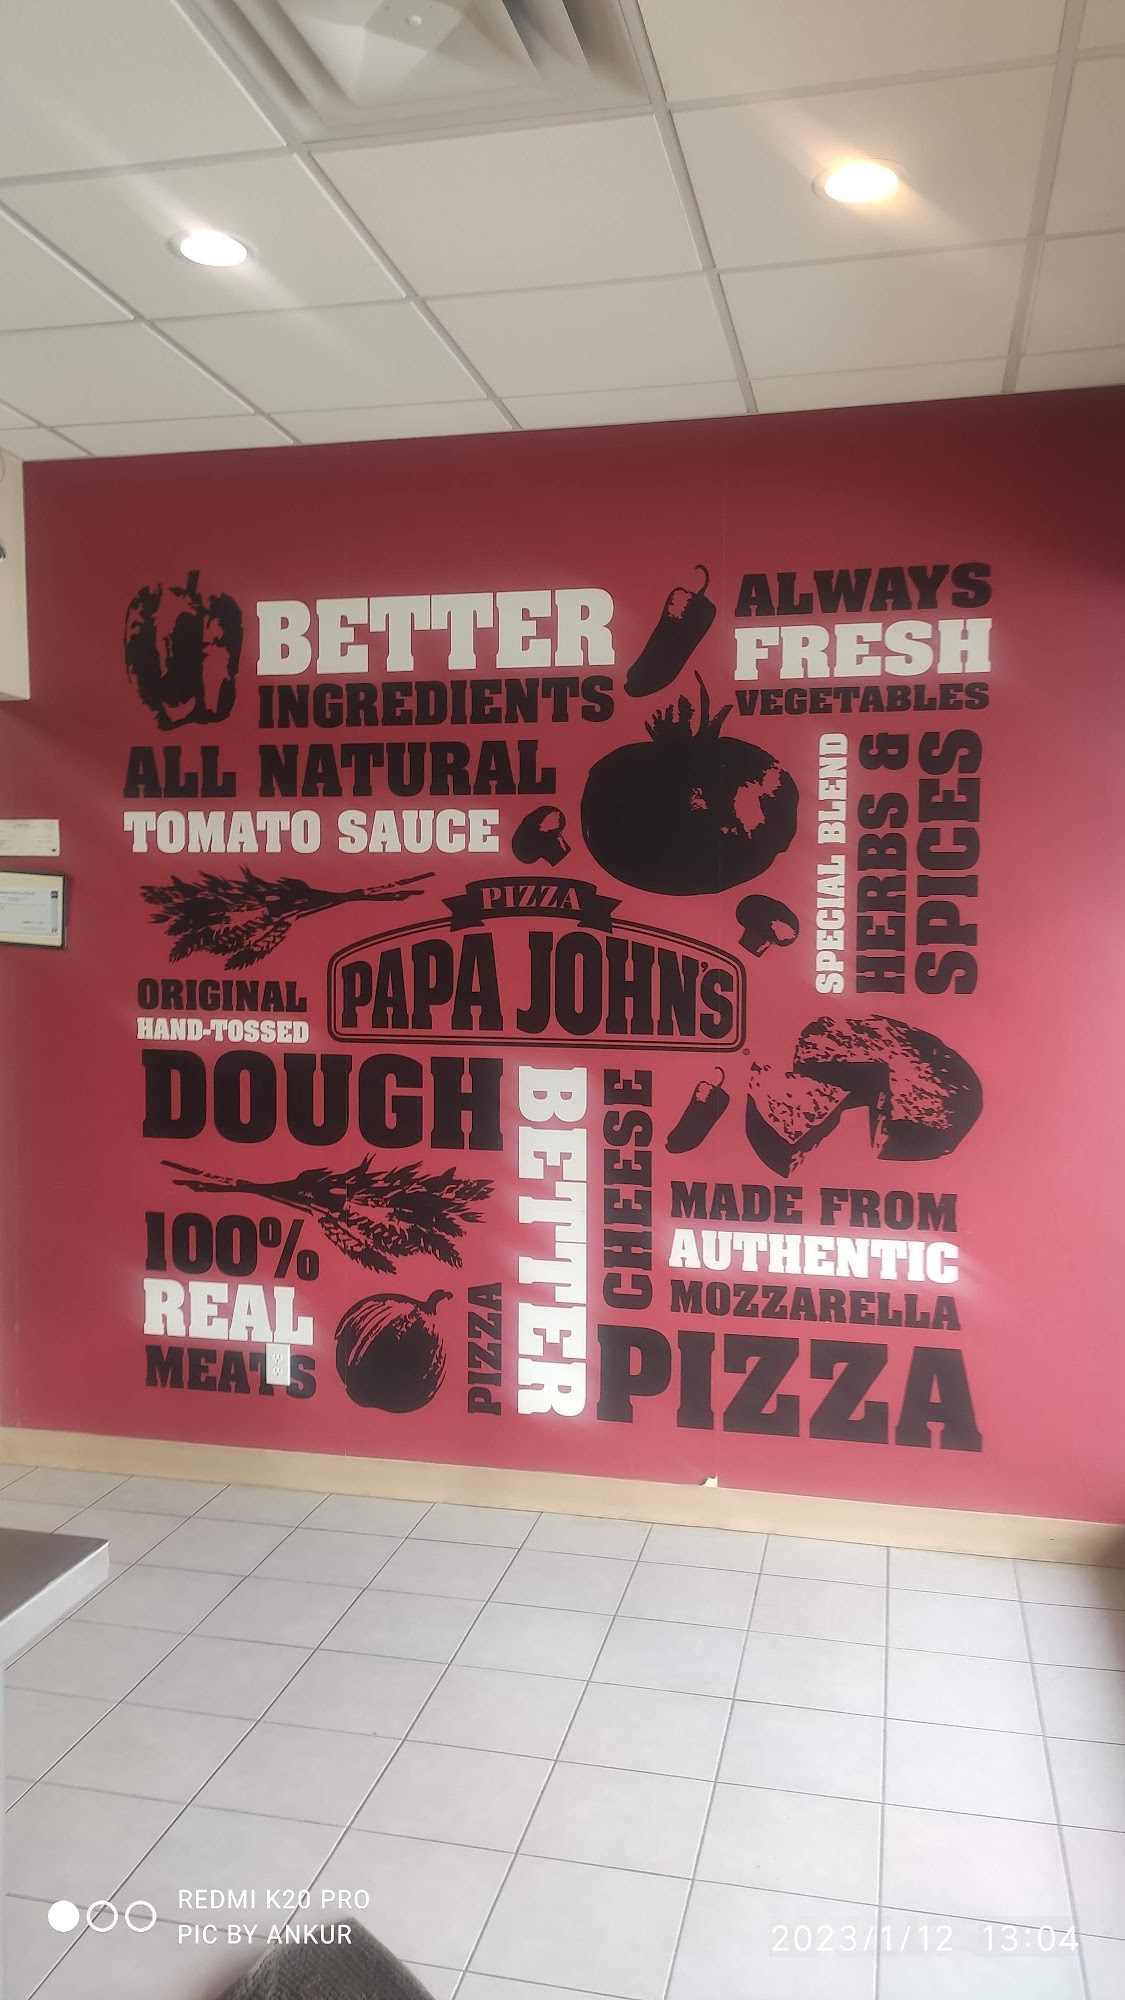 BETTER
INGREDIENTS
ALWAYS
FRESH
VEGETABLES
ALL NATURAL
TOMATO SAUCE
SPECIAL BLEND
HERBS &
SPICES
PIZZA
PAPA JOHN'S
ORIGINAL
HAND-TOSSED
DOUGH
BETTER
CHEESE
100%
REAL
MEATS
PIZZA
MADE FROM
AUTHENTIC
MOZZARELLA
PIZZA
REDMI K20 PRO
PIC BY ANKUR
2023/1/12 13:04